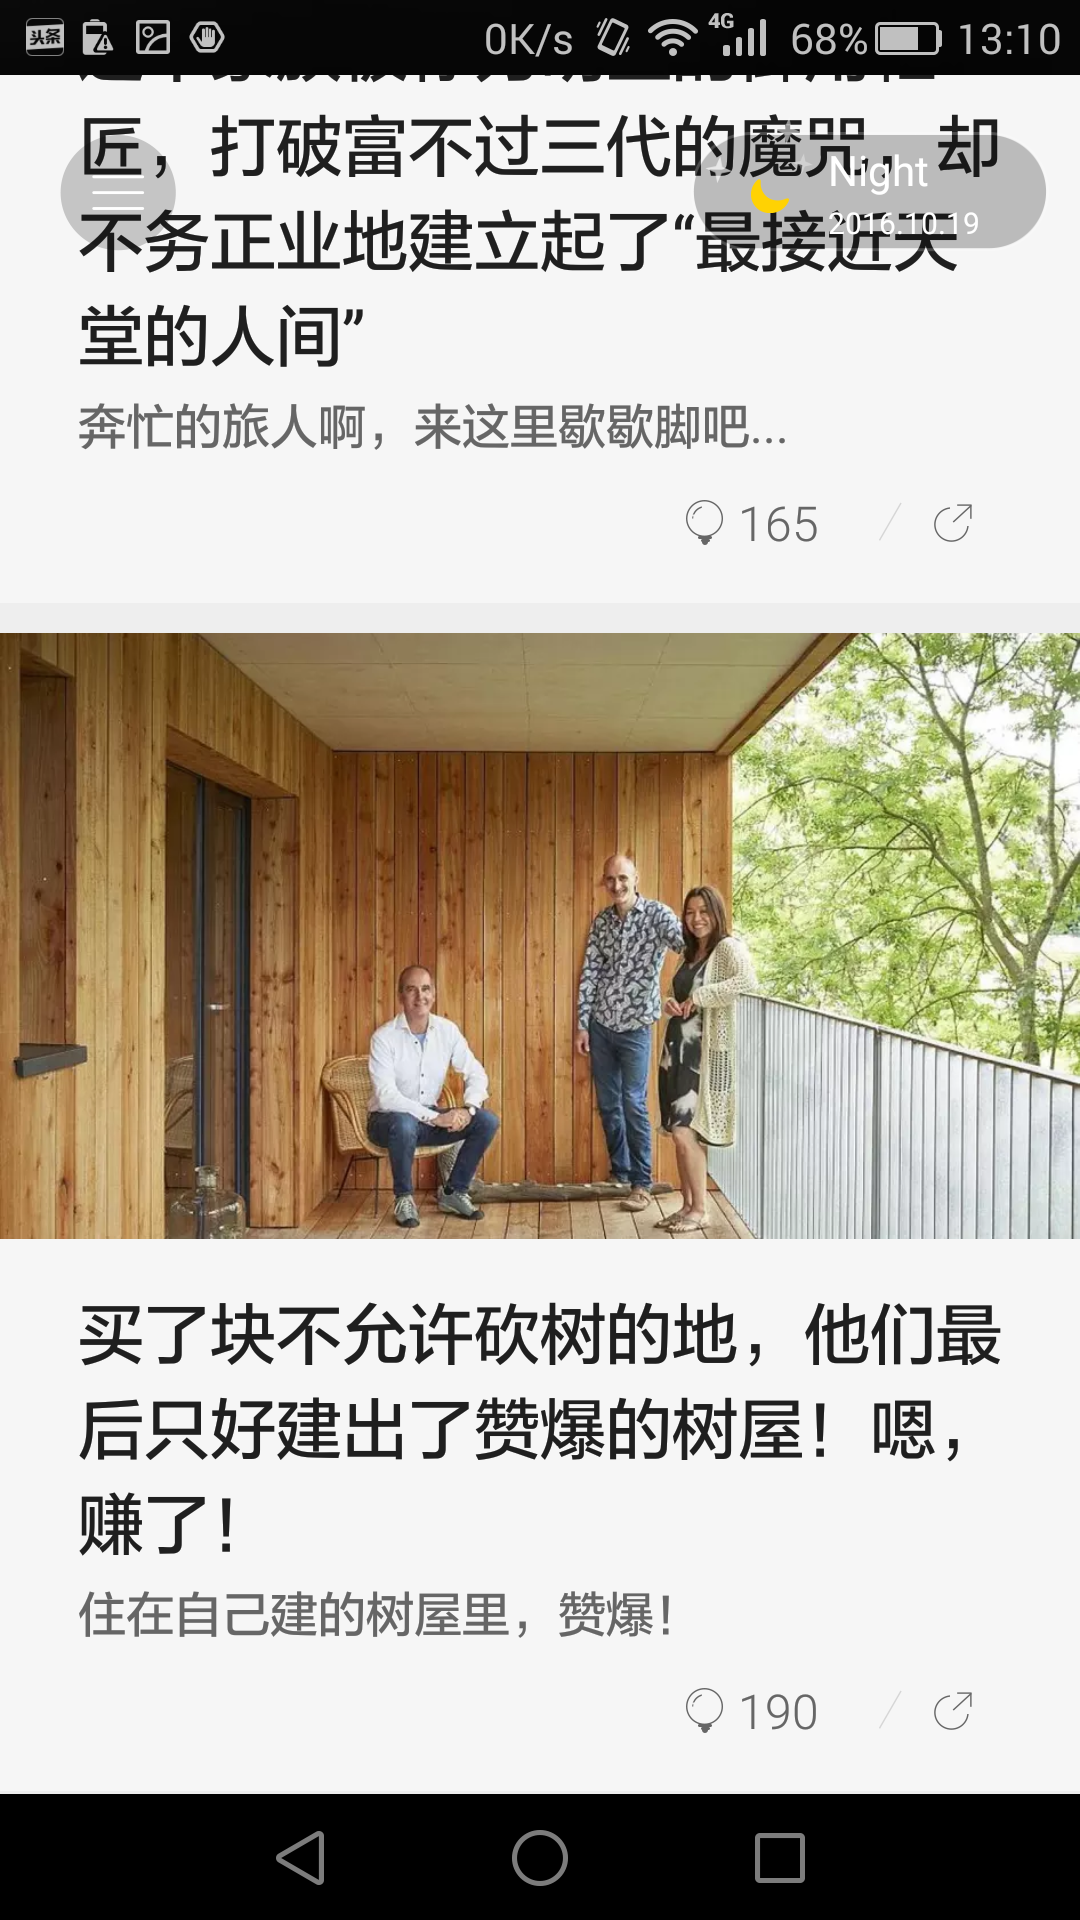 头条
0K/s 4G 68% 13:10
匠，打破富不过三代的魔咒，却
Night
不务正业地建立起了“最接近天
2016.10.19
堂的人间”
奔忙的旅人啊，来这里歇歇脚吧...
165
买了块不允许砍树的地，他们最
后只好建出了赞爆的树屋！嗯，
赚了！
住在自己建的树屋里，赞爆！
190